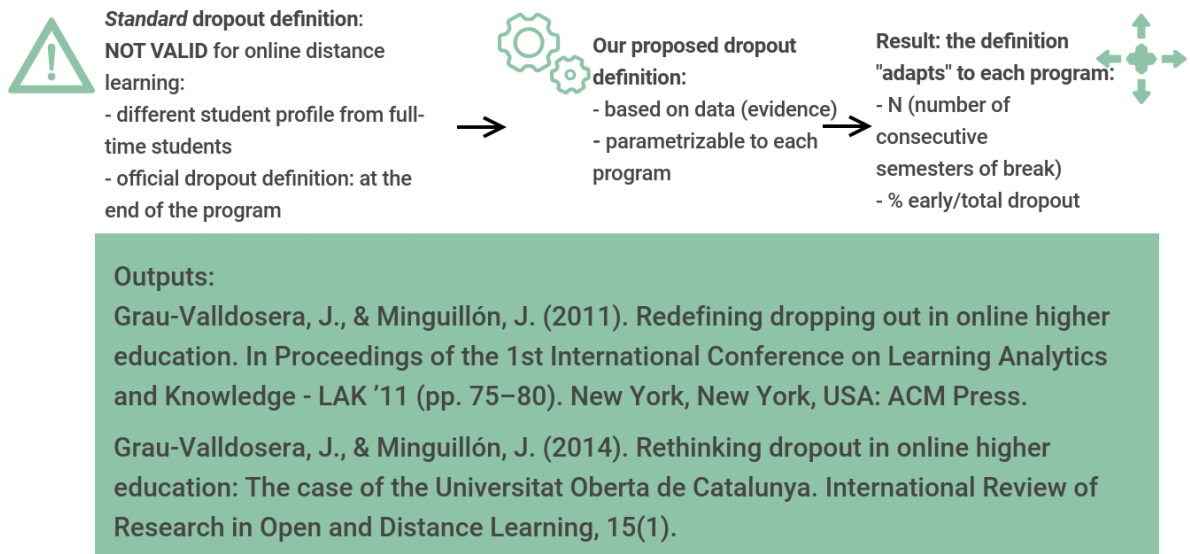 Standard dropout definition:
NOT VALID for online distance
learning:
- different student profile from full-
time students
- official dropout definition: at the
end of the program
Our proposed dropout
definition:
- based on data (evidence)
- parametrizable to each
program
Result: the definition
"adapts" to each program:
- N (number of
consecutive
semesters of break)
- % early/total dropout
Outputs:
Grau-Valldosera, J., & Minguillón, J. (2011). Redefining dropping out in online higher
education. In Proceedings of the 1st International Conference on Learning Analytics
and Knowledge - LAK ’11 (pp. 75–80). New York, New York, USA: ACM Press.
Grau-Valldosera, J., & Minguillón, J. (2014). Rethinking dropout in online higher
education: The case of the Universitat Oberta de Catalunya. International Review of
Research in Open and Distance Learning, 15(1).